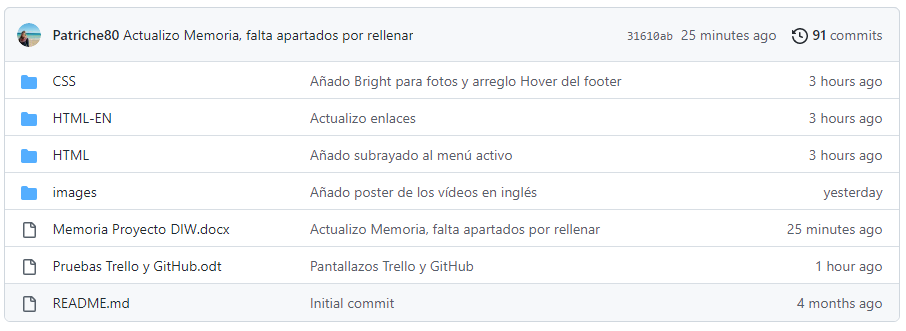 Patriche80 Actualizo Memoria, falta apartados por rellenar 31610ab 25 minutes ago 91 commits
CSS Añado Bright para fotos y arreglo Hover del footer 3 hours ago
HTML-EN Actualizo enlaces 3 hours ago
HTML Añado subrayado al menú activo 3 hours ago
images Añado poster de los vídeos en inglés yesterday
Memoria Proyecto DIW.docx Actualizo Memoria, falta apartados por rellenar 25 minutes ago
Pruebas Trello y GitHub.odt Pantallazos Trello y GitHub 1 hour ago
README.md Initial commit 4 months ago